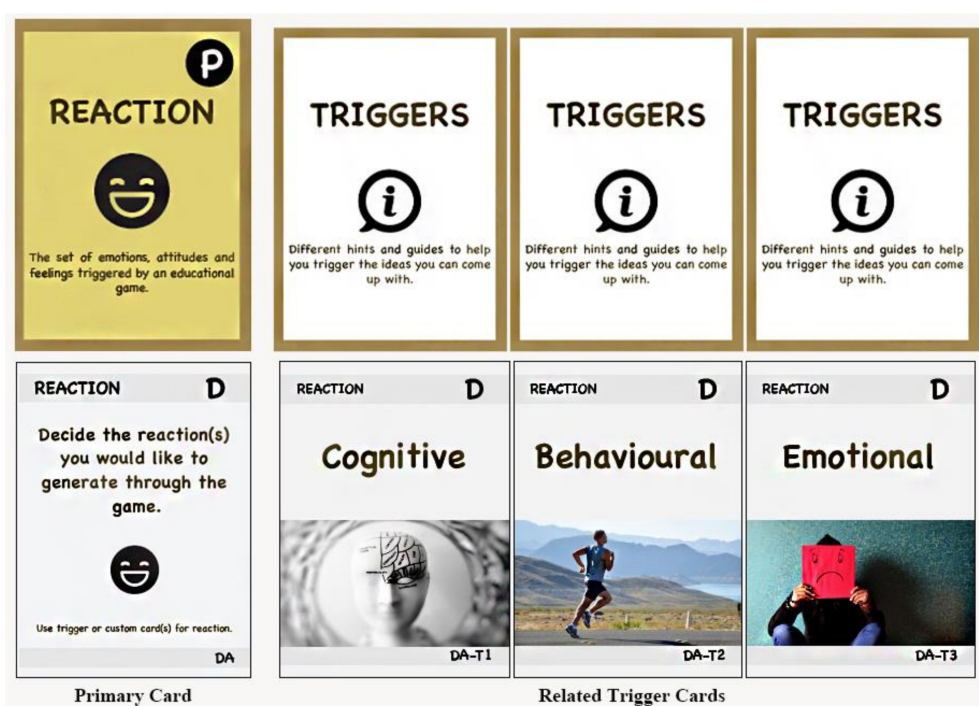 P
REACTION
The set of emotions, attitudes and
feelings triggered by an educational
game.
TRIGGERS
Different hints and guides to help
you trigger the ideas you can come
up with.
TRIGGERS
Different hints and guides to help
you trigger the ideas you can come
up with.
TRIGGERS
Different hints and guides to help
you trigger the ideas you can come
up with.
REACTION D
Decide the reaction(s)
you would like to
generate through the
game.
Use trigger or custom card(s) for reaction.
DA
REACTION D
Cognitive
DA-T1
REACTION D
Behavioural
DA-T2
REACTION D
Emotional
DA-T3
Primary Card
Related Trigger Cards